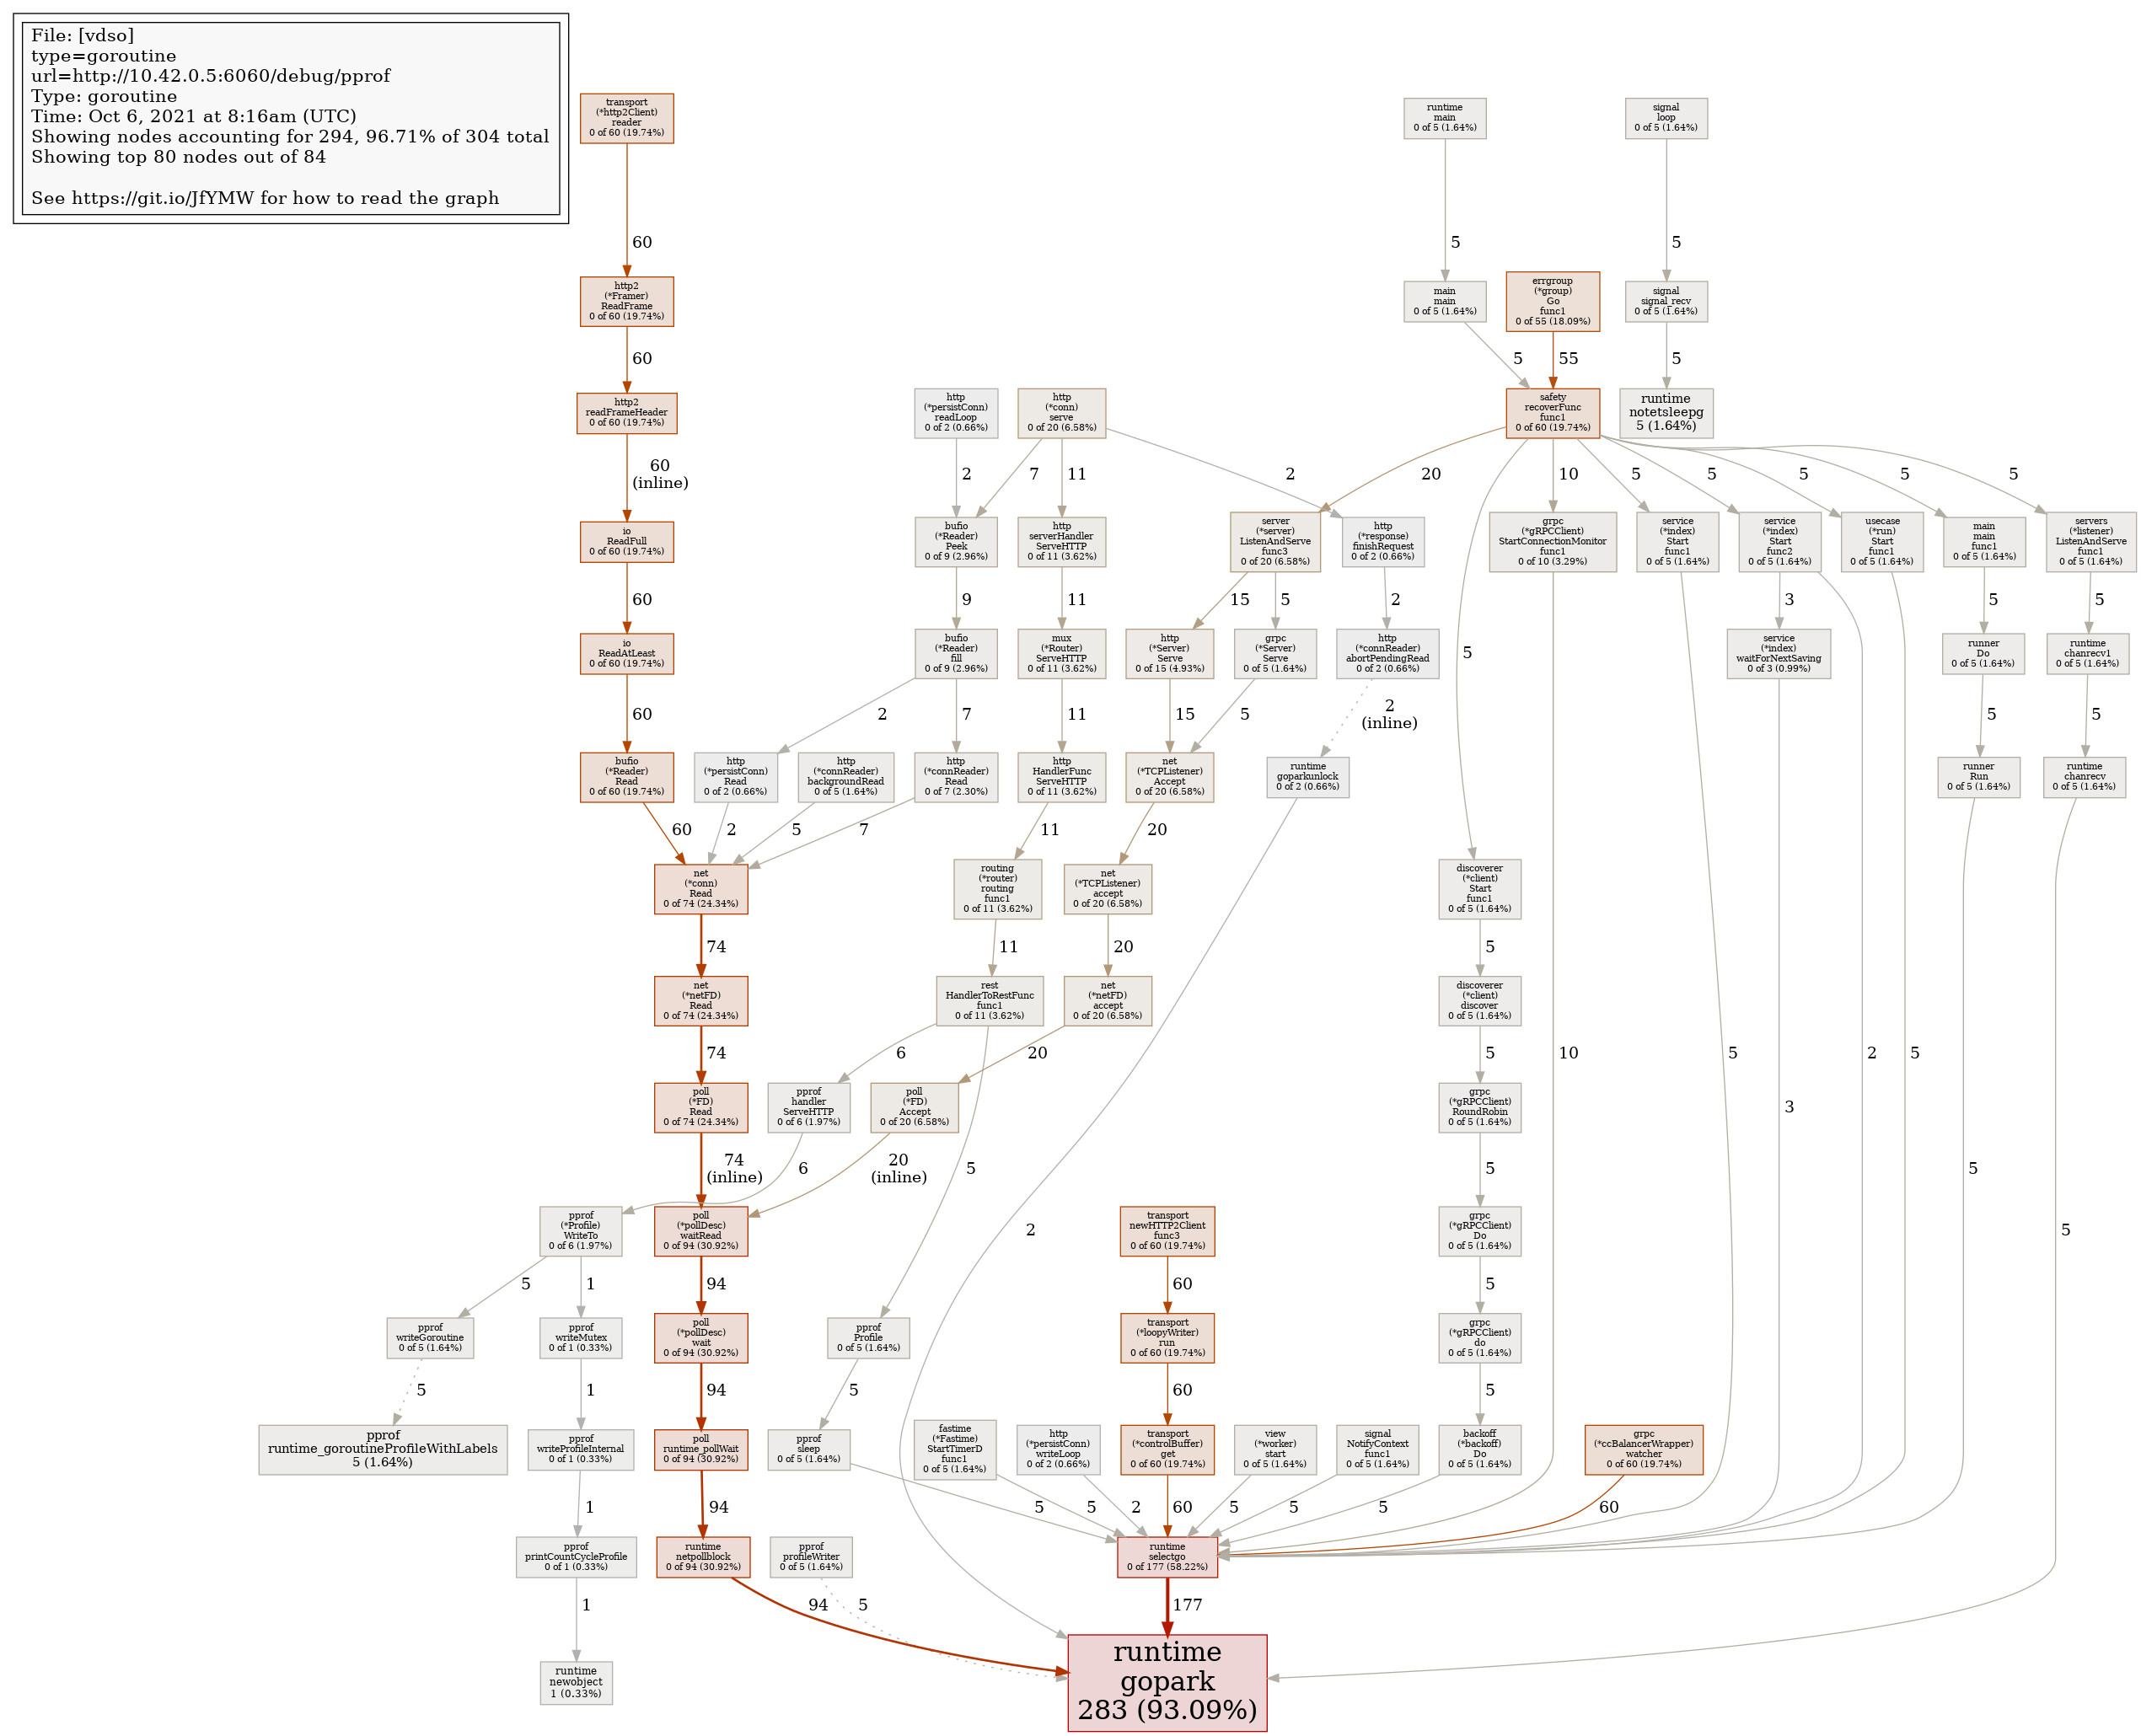 File: [vdso]
type=goroutine
url=http://10.42.0.5:6060/debug/pprof
Type: goroutine
Time: Oct 6, 2021 at 8:16am (UTC)
Showing nodes accounting for 294, 96.71% of 304 total
Showing top 80 nodes out of 84
See https://git.io/JfYMW for how to read the graph
transport
(*http2Client)
reader
0 of 60 (19.74%)
runtime
main
0 of 5 (1.64%)
signal
loop
0 of 5 (1.64%)
60
5
5
http2
(*Framer)
ReadFrame
0 of 60 (19.74%)
main
main
0 of 5 (1.64%)
errgroup
(*group)
Go
func1
0 of 55 (18.09%)
signal
signal_recv
0 of 5 (1.64%)
60
5
55
5
http2
readFrameHeader
0 of 60 (19.74%)
http
(*persistConn)
readLoop
0 of 2 (0.66%)
http
(*conn)
serve
0 of 20 (6.58%)
safety
recoverFunc
func1
0 of 60 (19.74%)
runtime
notetsleepg
5 (1.64%)
60
(inline)
2
7
11
2
20
10
5
5
5
5
5
io
ReadFull
0 of 60 (19.74%)
bufio
(*Reader)
Peek
0 of 9 (2.96%)
http
serverHandler
ServeHTTP
0 of 11 (3.62%)
server
(*server)
ListenAndServe
func3
0 of 20 (6.58%)
http
(*response)
finishRequest
0 of 2 (0.66%)
grpc
(*gRPCClient)
StartConnectionMonitor
func1
0 of 10 (3.29%)
service
(*index)
Start
func1
0 of 5 (1.64%)
service
(*index)
Start
func2
0 of 5 (1.64%)
usecase
(*run)
Start
func1
0 of 5 (1.64%)
main
main
func1
0 of 5 (1.64%)
servers
(*listener)
ListenAndServe
func1
0 of 5 (1.64%)
60
9
11
15
5
2
3
5
5
io
ReadAtLeast
0 of 60 (19.74%)
bufio
(*Reader)
fill
0 of 9 (2.96%)
mux
(*Router)
ServeHTTP
0 of 11 (3.62%)
http
(*Server)
Serve
0 of 15 (4.93%)
grpc
(*Server)
Serve
0 of 5 (1.64%)
http
(*connReader)
abortPendingRead
0 of 2 (0.66%)
5
service
(*index)
waitForNextSaving
0 of 3 (0.99%)
runner
Do
0 of 5 (1.64%)
runtime
chanrecv1
0 of 5 (1.64%)
60
2
7
11
15
5
2
(inline)
5
5
bufio
(*Reader)
Read
0 of 60 (19.74%)
http
(*persistConn)
Read
0 of 2 (0.66%)
http
(*connReader)
backgroundRead
0 of 5 (1.64%)
http
(*connReader)
Read
0 of 7 (2.30%)
http
HandlerFunc
ServeHTTP
0 of 11 (3.62%)
net
(*TCPListener)
Accept
0 of 20 (6.58%)
runtime
goparkunlock
0 of 2 (0.66%)
runner
Run
0 of 5 (1.64%)
runtime
chanrecv
0 of 5 (1.64%)
60
2
5
7
11
20
net
(*conn)
Read
0 of 74 (24.34%)
routing
(*router)
routing
func1
0 of 11 (3.62%)
net
(*TCPListener)
accept
0 of 20 (6.58%)
discoverer
(*client)
Start
func1
0 of 5 (1.64%)
74
11
20
5
net
(*netFD)
Read
0 of 74 (24.34%)
rest
HandlerToRestFunc
func1
0 of 11 (3.62%)
net
(*netFD)
accept
0 of 20 (6.58%)
discoverer
(*client)
discover
0 of 5 (1.64%)
74
6
20
5
10
5
2
5
poll
(*FD)
Read
0 of 74 (24.34%)
pprof
handler
ServeHTTP
0 of 6 (1.97%)
poll
(*FD)
Accept
0 of 20 (6.58%)
grpc
(*gRPCClient)
RoundRobin
0 of 5 (1.64%)
3
74
(inline)
6
20
(inline)
5
5
5
pprof
(*Profile)
WriteTo
0 of 6 (1.97%)
poll
(*pollDesc)
waitRead
0 of 94 (30.92%)
2
transport
newHTTP2Client
func3
0 of 60 (19.74%)
grpc
(*gRPCClient)
Do
0 of 5 (1.64%)
5
5
1
94
60
5
pprof
writeGoroutine
0 of 5 (1.64%)
pprof
writeMutex
0 of 1 (0.33%)
poll
(*pollDesc)
wait
0 of 94 (30.92%)
pprof
Profile
0 of 5 (1.64%)
transport
(*loopyWriter)
run
0 of 60 (19.74%)
grpc
(*gRPCClient)
do
0 of 5 (1.64%)
5
1
94
5
60
5
pprof
runtime_goroutineProfileWithLabels
5 (1.64%)
pprof
writeProfileInternal
0 of 1 (0.33%)
poll
runtime_pollWait
0 of 94 (30.92%)
pprof
sleep
0 of 5 (1.64%)
fastime
(*Fastime)
StartTimerD
func1
0 of 5 (1.64%)
http
(*persistConn)
writeLoop
0 of 2 (0.66%)
transport
(*controlBuffer)
get
0 of 60 (19.74%)
view
(*worker)
start
0 of 5 (1.64%)
signal
NotifyContext
func1
0 of 5 (1.64%)
backoff
(*backoff)
Do
0 of 5 (1.64%)
grpc
(*ccBalancerWrapper)
watcher
0 of 60 (19.74%)
1
94
5
5
2
60
5
5
5
60
pprof
printCountCycleProfile
0 of 1 (0.33%)
runtime
netpollblock
0 of 94 (30.92%)
pprof
profileWriter
0 of 5 (1.64%)
runtime
selectgo
0 of 177 (58.22%)
1
94
5
177
runtime
newobject
1 (0.33%)
runtime
gopark
283 (93.09%)